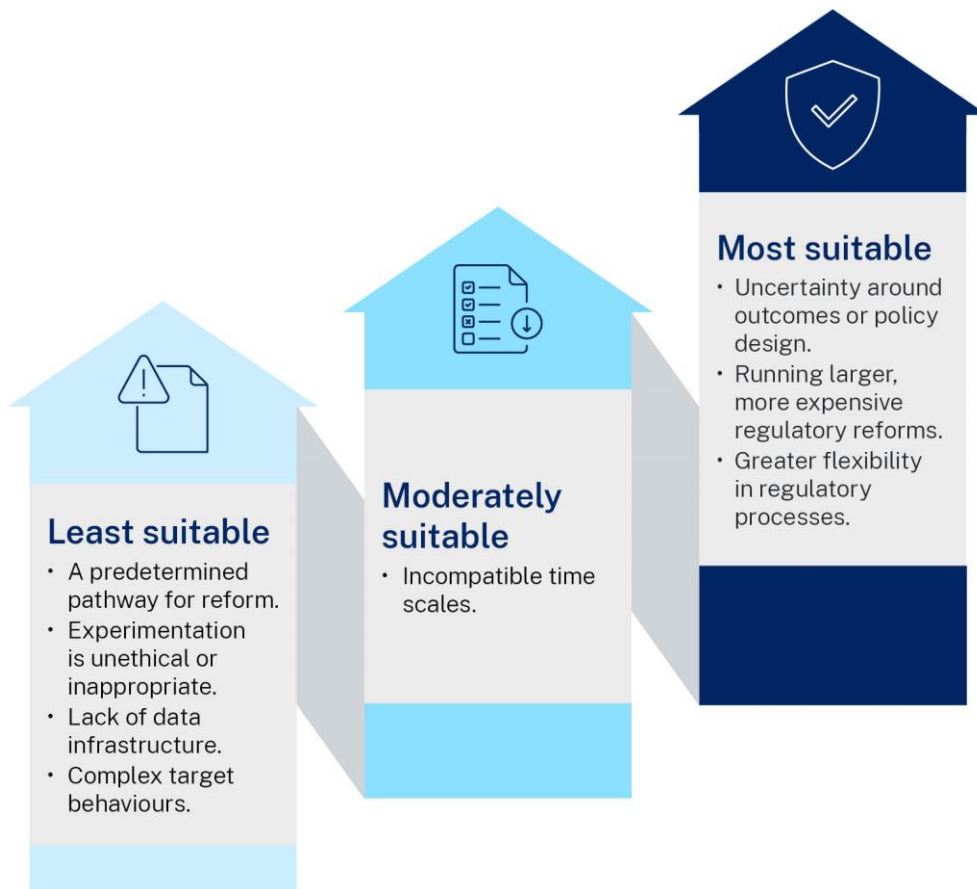 Least suitable
• A predetermined
pathway for reform.
• Experimentation
is unethical or
inappropriate.
• Lack of data
infrastructure.
• Complex target
behaviours.
Moderately
suitable
• Incompatible time
scales.
Most suitable
• Uncertainty around
outcomes or policy
design.
• Running larger,
more expensive
regulatory reforms.
• Greater flexibility
in regulatory
processes.